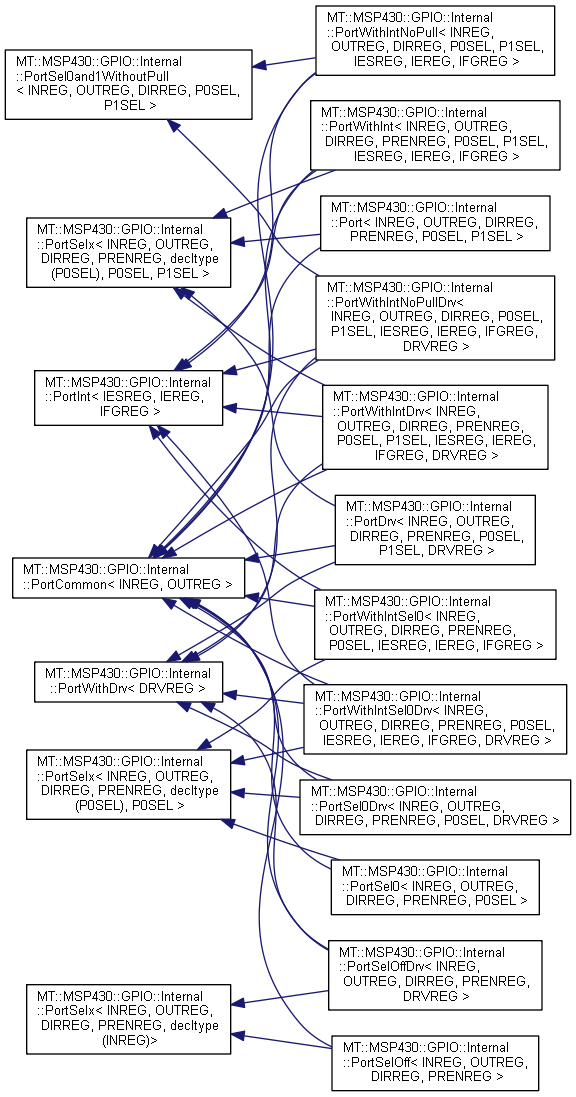 MT::MSP430::GPIO::Internal
::PortSel0and1WithoutPull
< INREG, OUTREG, DIRREG, P0SEL,
P1SEL >
MT::MSP430::GPIO::Internal
::PortSelx< INREG, OUTREG,
DIRREG, PRENREG, decltype
(P0SEL), P0SEL, P1SEL >
MT::MSP430::GPIO::Internal
::PortInt< IESREG, IEREG,
IFGREG >
MT::MSP430::GPIO::Internal
::PortCommon< INREG, OUTREG >
MT::MSP430::GPIO::Internal
::PortWithDrv< DRVREG >
MT::MSP430::GPIO::Internal
::PortSelx< INREG, OUTREG,
DIRREG, PRENREG, decltype
(P0SEL), P0SEL >
MT::MSP430::GPIO::Internal
::PortSelx< INREG, OUTREG,
DIRREG, PRENREG, decltype
(INREG)>
MT::MSP430::GPIO::Internal
::PortWithIntNoPull< INREG,
OUTREG, DIRREG, P0SEL, P1SEL,
IESREG, IEREG, IFGREG >
MT::MSP430::GPIO::Internal
::PortWithInt< INREG, OUTREG,
DIRREG, PRENREG, P0SEL, P1SEL,
IESREG, IEREG, IFGREG >
MT::MSP430::GPIO::Internal
::Port< INREG, OUTREG, DIRREG,
PRENREG, P0SEL, P1SEL >
MT::MSP430::GPIO::Internal
::PortWithIntNoPullDrv<
INREG, OUTREG, DIRREG, P0SEL,
P1SEL, IESREG, IEREG, IFGREG,
DRVREG >
MT::MSP430::GPIO::Internal
::PortWithIntDrv< INREG,
OUTREG, DIRREG, PRENREG,
P0SEL, P1SEL, IESREG, IEREG,
IFGREG, DRVREG >
MT::MSP430::GPIO::Internal
::PortDrv< INREG, OUTREG,
DIRREG, PRENREG, P0SEL,
P1SEL, DRVREG >
MT::MSP430::GPIO::Internal
::PortWithIntSel0< INREG,
OUTREG, DIRREG, PRENREG,
P0SEL, IESREG, IEREG, IFGREG >
MT::MSP430::GPIO::Internal
::PortWithIntSel0Drv< INREG,
OUTREG, DIRREG, PRENREG, P0SEL,
IESREG, IEREG, IFGREG, DRVREG >
MT::MSP430::GPIO::Internal
::PortSel0Drv< INREG, OUTREG,
DIRREG, PRENREG, P0SEL, DRVREG >
MT::MSP430::GPIO::Internal
::PortSel0< INREG, OUTREG,
DIRREG, PRENREG, P0SEL >
MT::MSP430::GPIO::Internal
::PortSelOffDrv< INREG,
OUTREG, DIRREG, PRENREG,
DRVREG >
MT::MSP430::GPIO::Internal
::PortSelOff< INREG, OUTREG,
DIRREG, PRENREG >